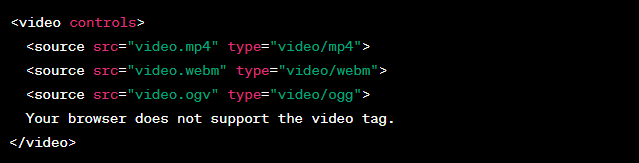 <video controls>
<source src="video.mp4" type="video/mp4">
<source src="video.webm" type="video/webm">
<source src="video.ogv" type="video/ogg">
Your browser does not support the video tag.
</video>